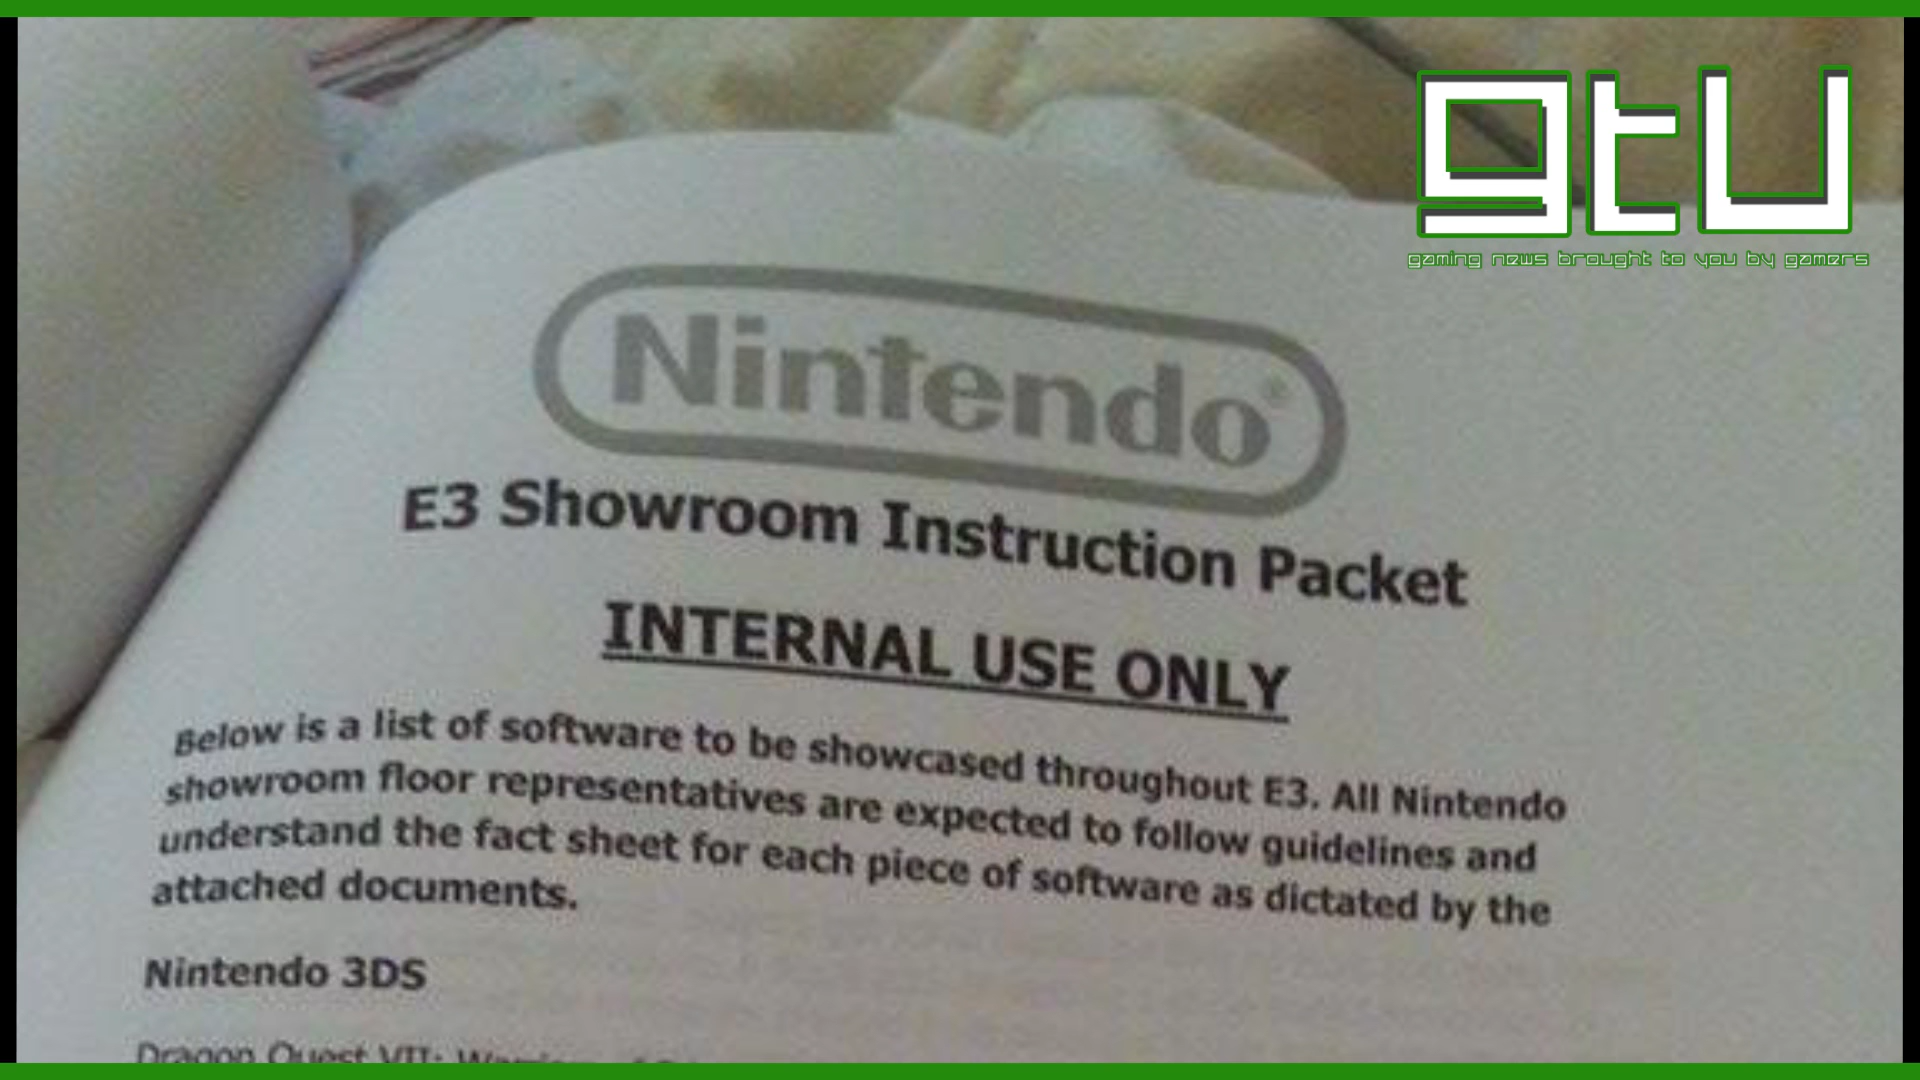 gtu
gaming news brought to you by gamers
Nintendo®
E3 Showroom Instruction Packet
INTERNAL USE ONLY
Below is a list of software to be showcased throughout E3. All Nintendo
showroom floor representatives are expected to follow guidelines and
understand the fact sheet for each piece of software as dictated by the
attached documents.
Nintendo 3DS
Dragon Quest VII: